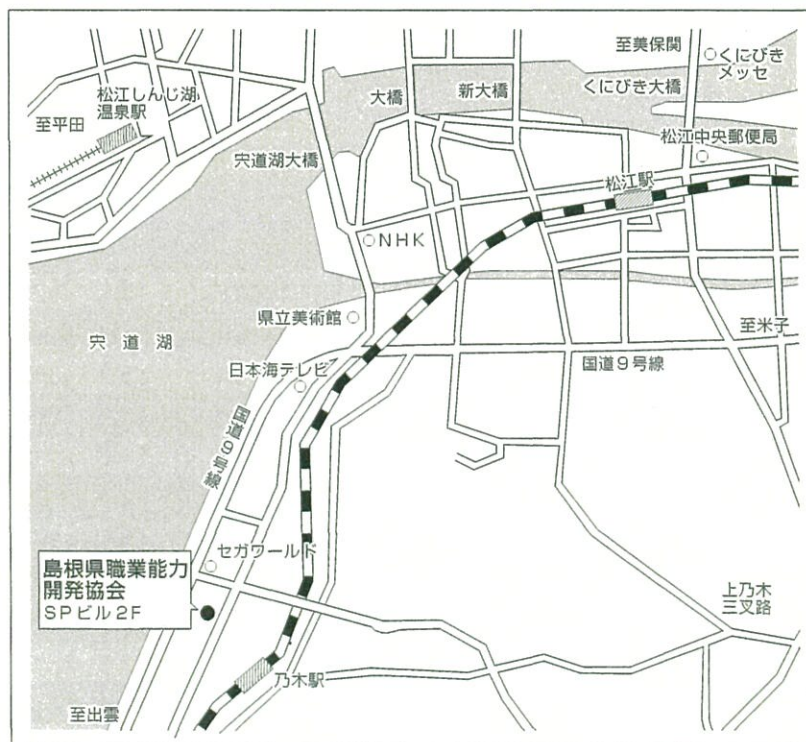 至美保関
くにびき
メッセ
松江しんじ湖
温泉駅
大橋
新大橋
くにびき大橋
至平田
松江中央郵便局
宍道湖大橋
松江駅
NHK
県立美術館
至米子
宍道湖
日本海テレビ
国道9号線
国道9号線
セガワールド
島根県職業能力
開発協会
SPビル2F
上乃木
三叉路
乃木駅
至出雲